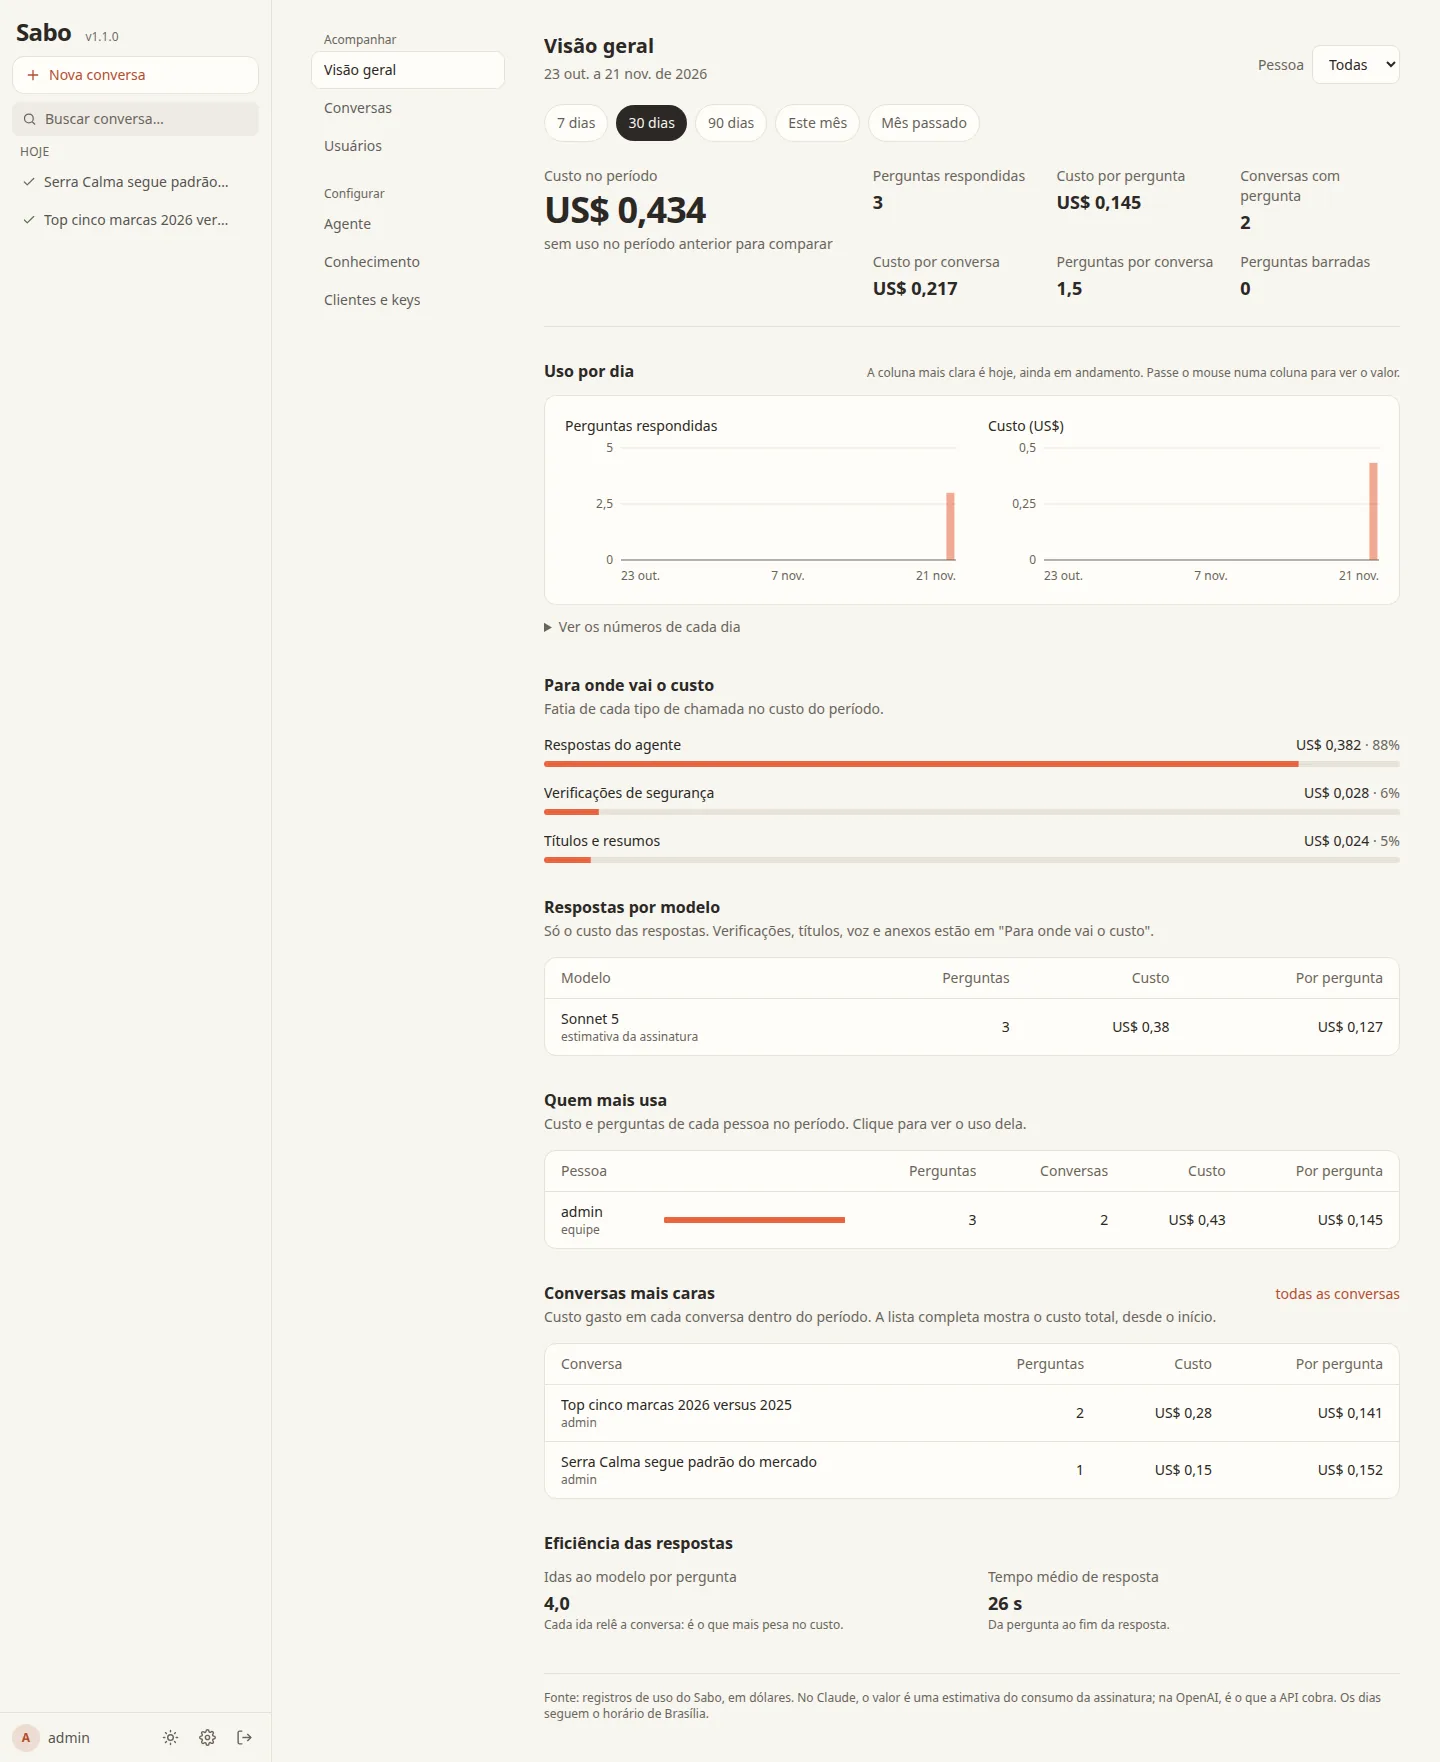 Sabo v1.1.0
Nova conversa
Buscar conversa...
HOJE
Serra Calma segue padrão...
Top cinco marcas 2026 ver...
A admin
Acompanhar
Visão geral
Conversas
Usuários
Configurar
Agente
Conhecimento
Clientes e keys
Visão geral
23 out. a 21 nov. de 2026
Pessoa Todas
7 dias 30 dias 90 dias Este mês Mês passado
Custo no período
US$ 0,434
sem uso no período anterior para comparar
Perguntas respondidas
3
Custo por pergunta
US$ 0,145
Conversas com
pergunta
2
Custo por conversa
US$ 0,217
Perguntas por conversa
1,5
Perguntas barradas
0
Uso por dia
A coluna mais clara é hoje, ainda em andamento. Passe o mouse numa coluna para ver o valor.
Perguntas respondidas
5
2,5
0
23 out. 7 nov. 21 nov.
Custo (US$)
0,5
0,25
0
23 out. 7 nov. 21 nov.
Ver os números de cada dia
Para onde vai o custo
Fatia de cada tipo de chamada no custo do período.
Respostas do agente US$ 0,382 · 88%
Verificações de segurança US$ 0,028 · 6%
Títulos e resumos US$ 0,024 · 5%
Respostas por modelo
Só o custo das respostas. Verificações, títulos, voz e anexos estão em "Para onde vai o custo".
Modelo Perguntas Custo Por pergunta
Sonnet 5 3 US$ 0,38 US$ 0,127
estimativa da assinatura
Quem mais usa
Custo e perguntas de cada pessoa no período. Clique para ver o uso dela.
Pessoa Perguntas Conversas Custo Por pergunta
admin 3 2 US$ 0,43 US$ 0,145
equipe
Conversas mais caras todas as conversas
Custo gasto em cada conversa dentro do período. A lista completa mostra o custo total, desde o início.
Conversa Perguntas Custo Por pergunta
Top cinco marcas 2026 versus 2025 2 US$ 0,28 US$ 0,141
admin
Serra Calma segue padrão do mercado 1 US$ 0,15 US$ 0,152
admin
Eficiência das respostas
Idas ao modelo por pergunta
4,0
Cada ida relê a conversa: é o que mais pesa no custo.
Tempo médio de resposta
26 s
Da pergunta ao fim da resposta.
Fonte: registros de uso do Sabo, em dólares. No Claude, o valor é uma estimativa do consumo da assinatura; na OpenAI, é o que a API cobra. Os dias
seguem o horário de Brasília.